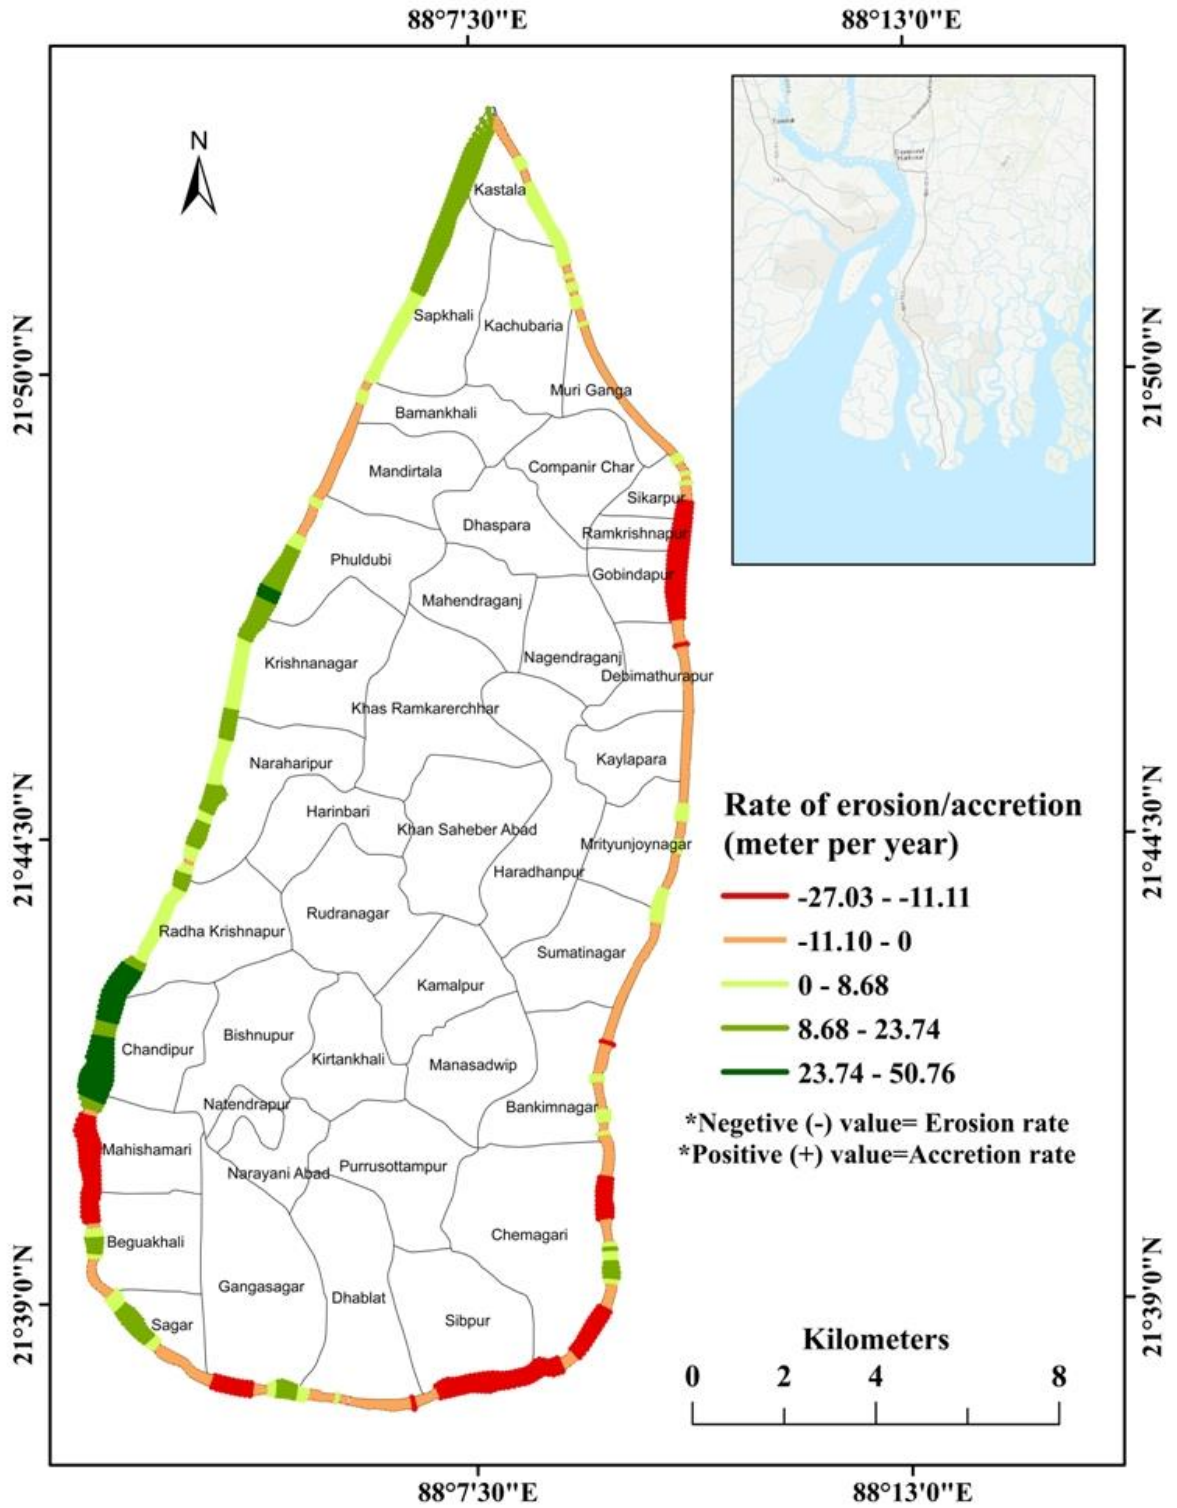 88°7'30"E
88°13'0"E
N
Diamond
Harbour
Kastala
Sapkhali
Kachubaria
21°50'0"N
21°50'0"N
Muri Ganga
Bamankhali
Mandirtala
Companir Char
Sikarpur
Dhaspara
Ramkrishnapur
Phuldubi
Gobindapur
Mahendraganj
Krishnanagar
Nagendraganj
Debimathurapur
Khas Ramkarerchhar
Naraharipur
Kaylapara
Harinbari
Khan Saheber Abad
Mrityunjoynagar
21°44'30"N
21°44'30"N
Haradhanpur
Rudranagar
Radha Krishnapur
Sumatinagar
Kamalpur
Bishnupur
Chandipur
Kirtankhali
Manasadwip
Natendrapur
Bankimnagar
Mahishamari
Narayani Abad
Purrusottampur
Beguakhali
Chemagari
Gangasagar
Dhablat
Sagar
Sibpur
21°39'0"N
21°39'0"N
Rate of erosion/accretion
(meter per year)
-27.03 - -11.11
-11.10 - 0
0 - 8.68
8.68 - 23.74
23.74 - 50.76
*Negetive (-) value= Erosion rate
*Positive (+) value=Accretion rate
Kilometers
0 2 4 8
88°7'30"E
88°13'0"E